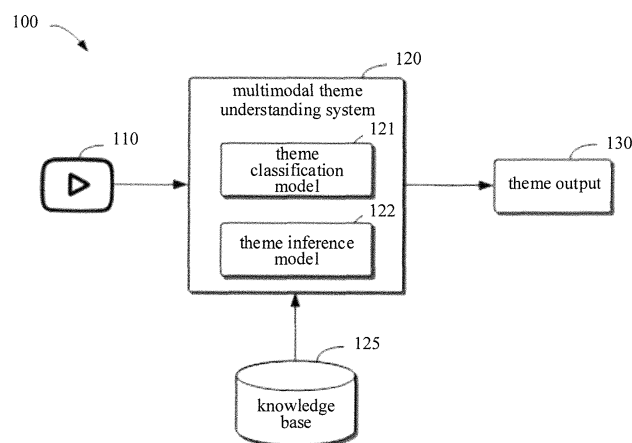 100
120
multimodal theme
understanding system
110
121
theme
classification
model
130
theme output
122
theme inference
model
125
knowledge
base